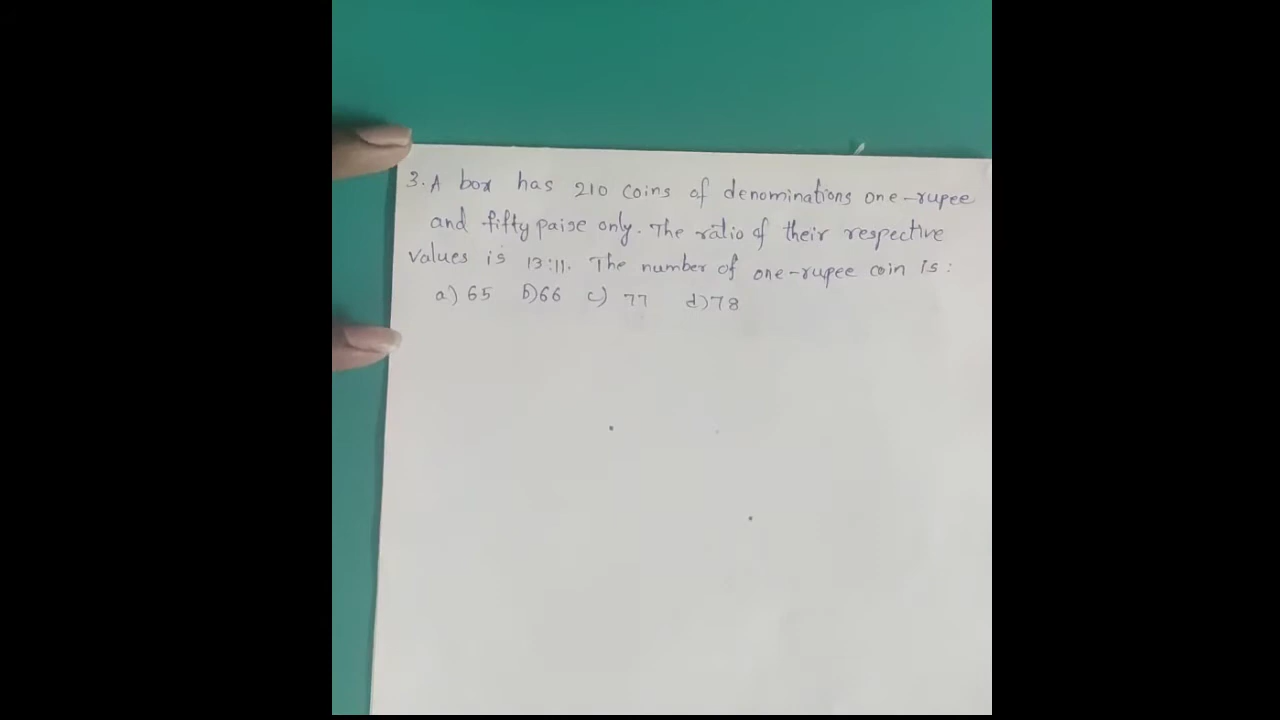 3. A box has 210 coins of denominations one-rupee
and fifty paise only. The ratio of their respective
values is 13:11. The number of one-rupee coin is:
a) 65 b) 66 c) 77 d) 78